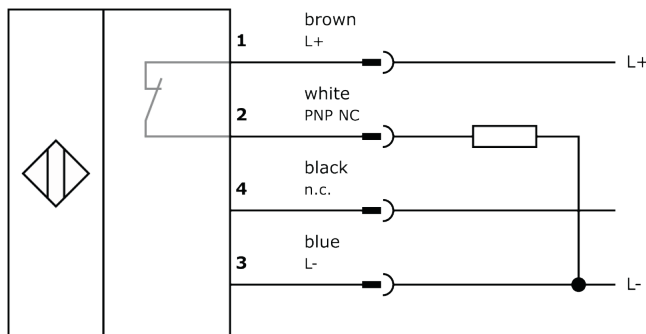 brown
1 L+ L+
white
2 PNP NC
black
4 n.c.
blue
3 L- L-